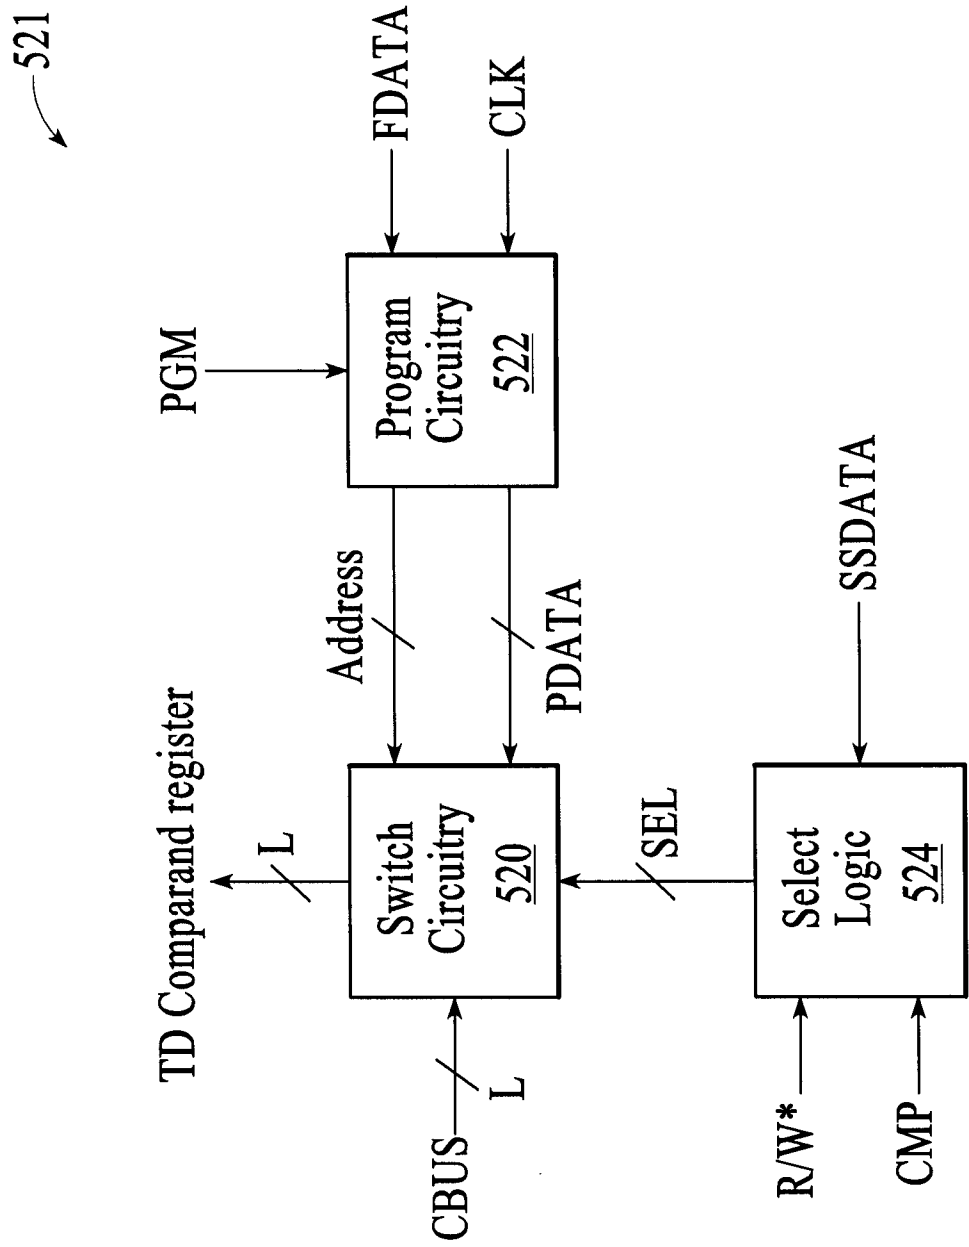 521
TD Comparand register
L
CBUS
L
Switch
Circuitry
520
Address
PDATA
PGM
Program
Circuitry
522
FDATA
CLK
SEL
R/W*
CMP
Select
Logic
524
SSDATA